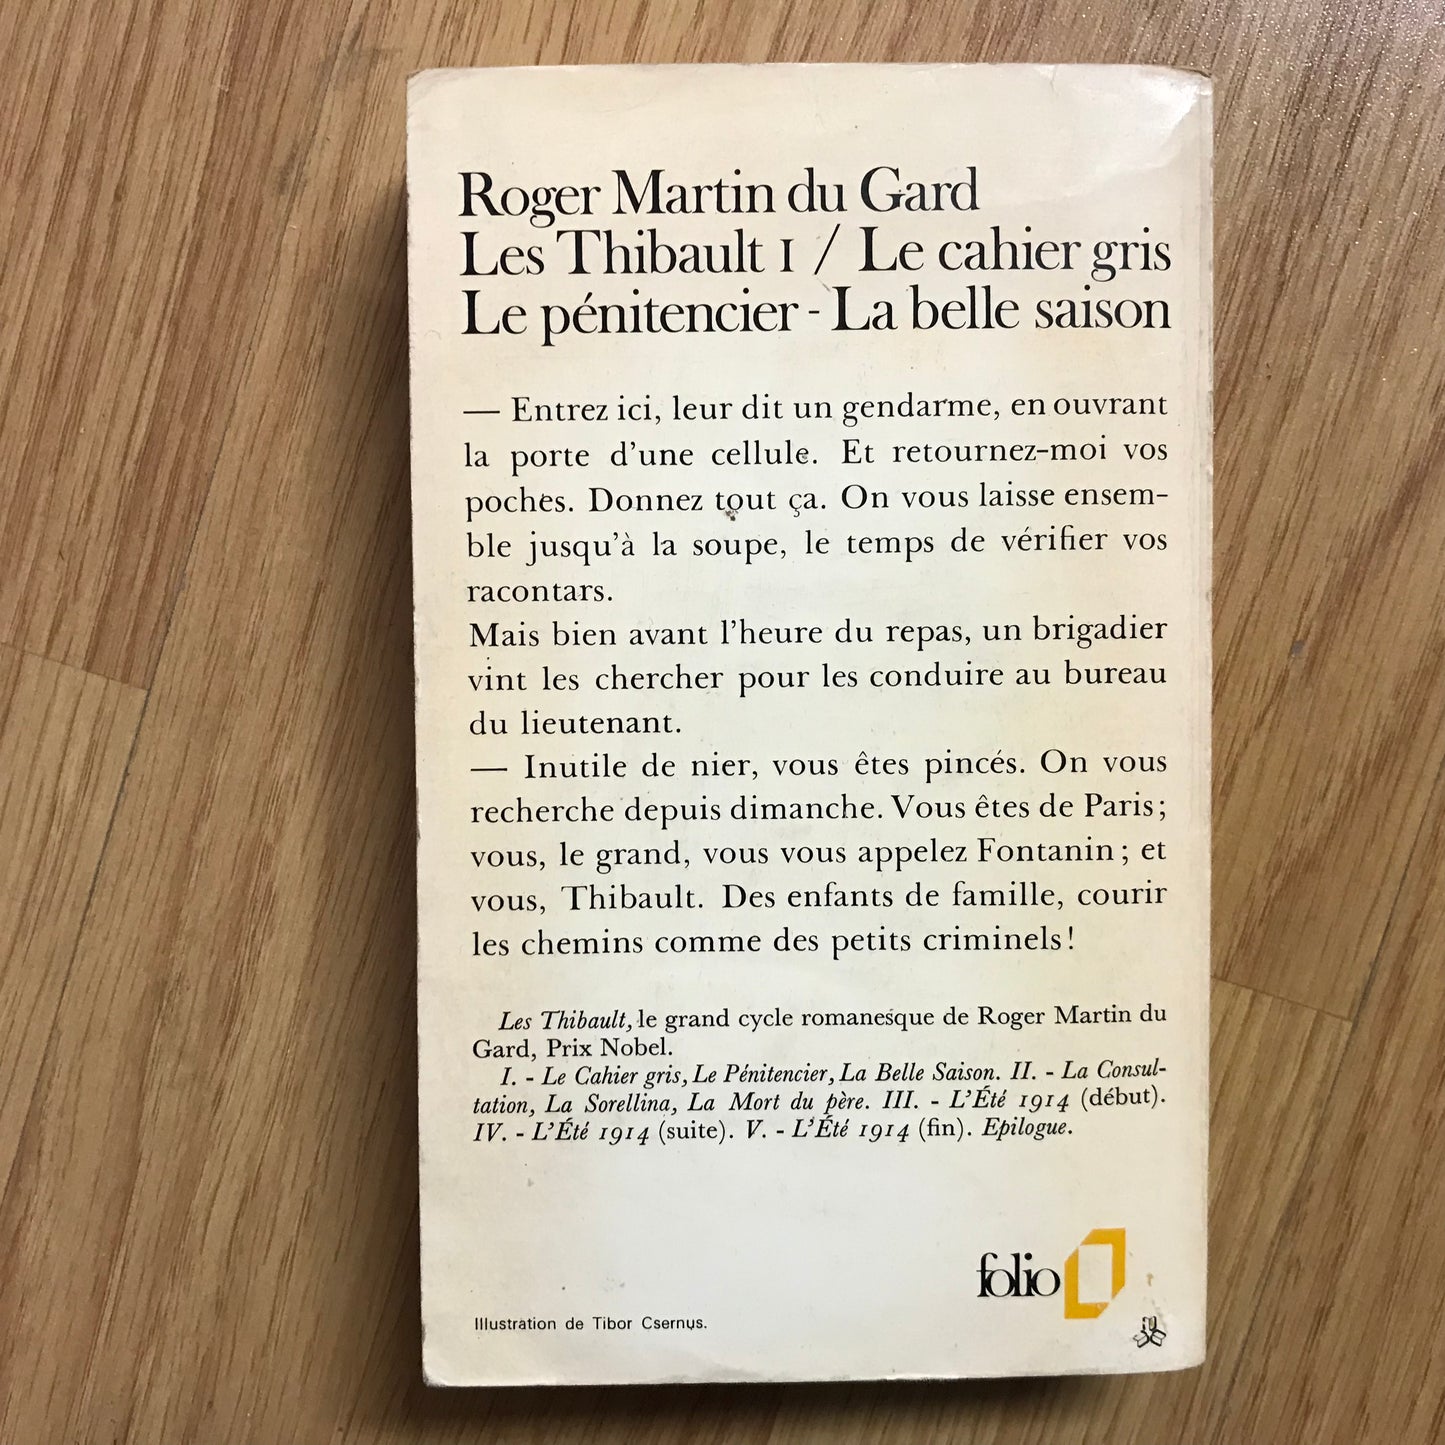 Roger Martin du Gard
Les Thibault I / Le cahier gris
Le pénitencier - La belle saison
— Entrez ici, leur dit un gendarme, en ouvrant
la porte d'une cellule. Et retournez-moi vos
poches. Donnez tout ça. On vous laisse ensem-
ble jusqu'à la soupe, le temps de vérifier vos
racontars.
Mais bien avant l'heure du repas, un brigadier
vint les chercher pour les conduire au bureau
du lieutenant.
— Inutile de nier, vous êtes pincés. On vous
recherche depuis dimanche. Vous êtes de Paris ;
vous, le grand, vous vous appelez Fontanin ; et
vous, Thibault. Des enfants de famille, courir
les chemins comme des petits criminels !
Les Thibault, le grand cycle romanesque de Roger Martin du
Gard, Prix Nobel.
I. - Le Cahier gris, Le Pénitencier, La Belle Saison. II. - La Consul-
tation, La Sorellina, La Mort du père. III. - L'Été 1914 (début).
IV. - L'Été 1914 (suite). V. - L'Été 1914 (fin). Epilogue.
folio
Illustration de Tibor Csernus.